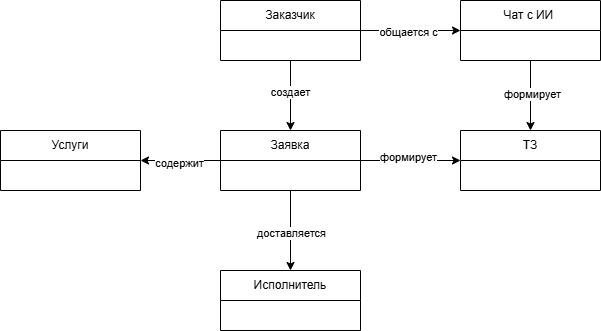 Заказчик
общается с
Чат с ИИ
создает
формирует
Услуги
содержит
Заявка
формирует
ТЗ
доставляется
Исполнитель